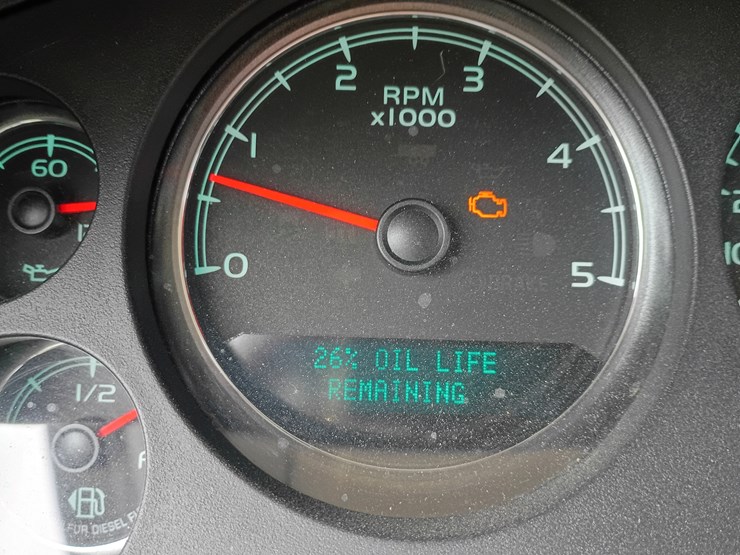 2
3
RPM
x1000
1
4
60
0
5
26% OIL LIFE
REMAINING
1/2